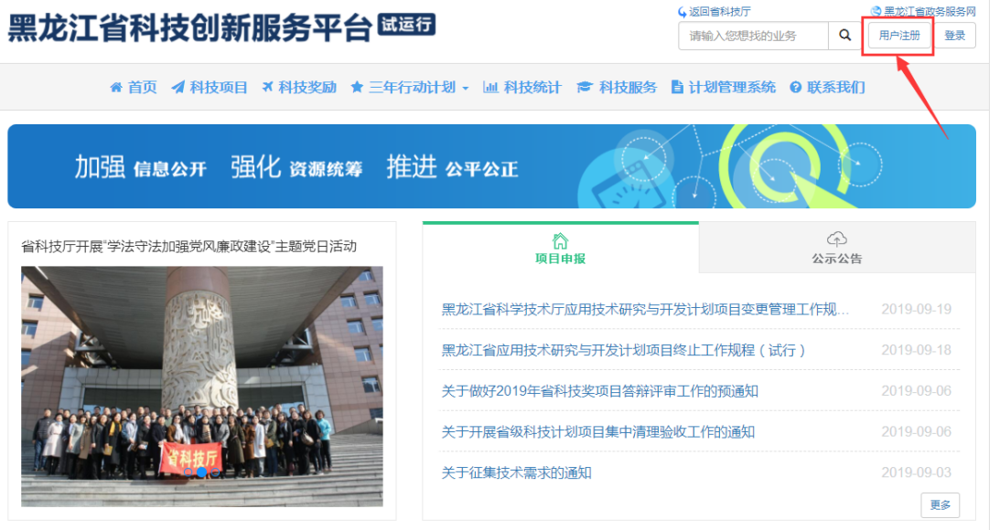 黑龙江省科技创新服务平台 试运行
返回省科技厅
黑龙江省政务服务网
请输入您想找的业务
用户注册
登录
首页 科技项目 科技奖励 三年行动计划 科技统计 科技服务 计划管理系统 联系我们
加强 信息公开 强化 资源统筹 推进 公平公正
省科技厅开展"学法守法加强党风廉政建设"主题党日活动
省科技厅
项目申报
公示公告
黑龙江省科学技术厅应用技术研究与开发计划项目变更管理工作规... 2019-09-19
黑龙江省应用技术研究与开发计划项目终止工作规程（试行） 2019-09-18
关于做好2019年省科技奖项目答辩评审工作的预通知 2019-09-06
关于开展省级科技计划项目集中清理验收工作的通知 2019-09-06
关于征集技术需求的通知 2019-09-03
更多